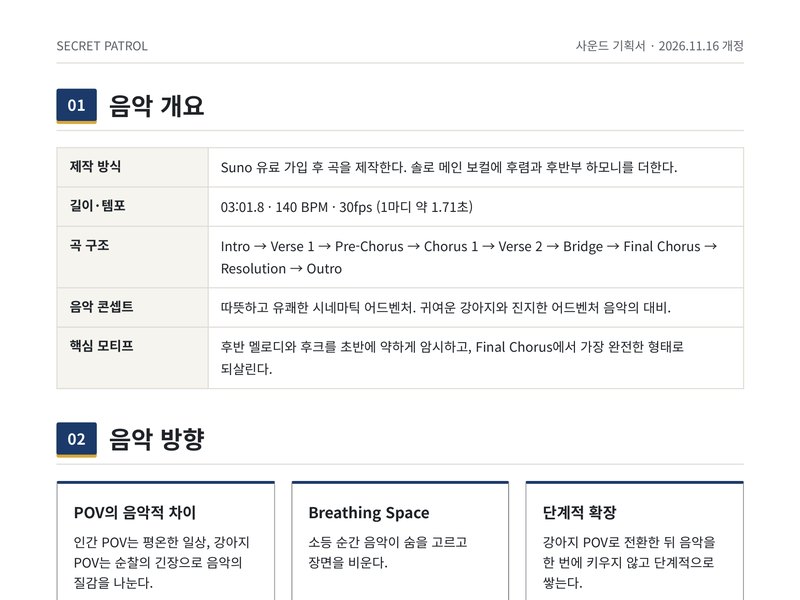 SECRET PATROL
사운드 기획서 · 2026.11.16 개정
01 음악 개요
제작 방식
Suno 유료 가입 후 곡을 제작한다. 솔로 메인 보컬에 후렴과 후반부 하모니를 더한다.
길이·템포
03:01.8 · 140 BPM · 30fps (1마디 약 1.71초)
곡 구조
Intro → Verse 1 → Pre-Chorus → Chorus 1 → Verse 2 → Bridge → Final Chorus →
Resolution → Outro
음악 콘셉트
따뜻하고 유쾌한 시네마틱 어드벤처. 귀여운 강아지와 진지한 어드벤처 음악의 대비.
핵심 모티프
후반 멜로디와 후크를 초반에 약하게 암시하고, Final Chorus에서 가장 완전한 형태로
되살린다.
02 음악 방향
POV의 음악적 차이
인간 POV는 평온한 일상, 강아지
POV는 순찰의 긴장으로 음악의
질감을 나눈다.
Breathing Space
소등 순간 음악이 숨을 고르고
장면을 비운다.
단계적 확장
강아지 POV로 전환한 뒤 음악을
한 번에 키우지 않고 단계적으로
쌓는다.